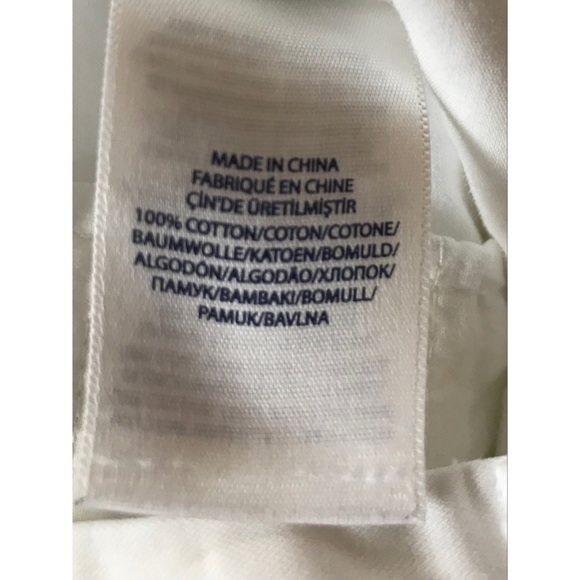 MADE IN CHINA
FABRIQUÉ EN CHINE
ÇİN'DE ÜRETİLMİŞTİR
100% COTTON/COTON/COTONE/
BAUMWOLLE/KATOEN/BOMULD/
ALGODÓN/ALGODÃO/ХЛОПОК/
ПАМУК/BAMBAKI/BOMULL/
PAMUK/BAVLNA